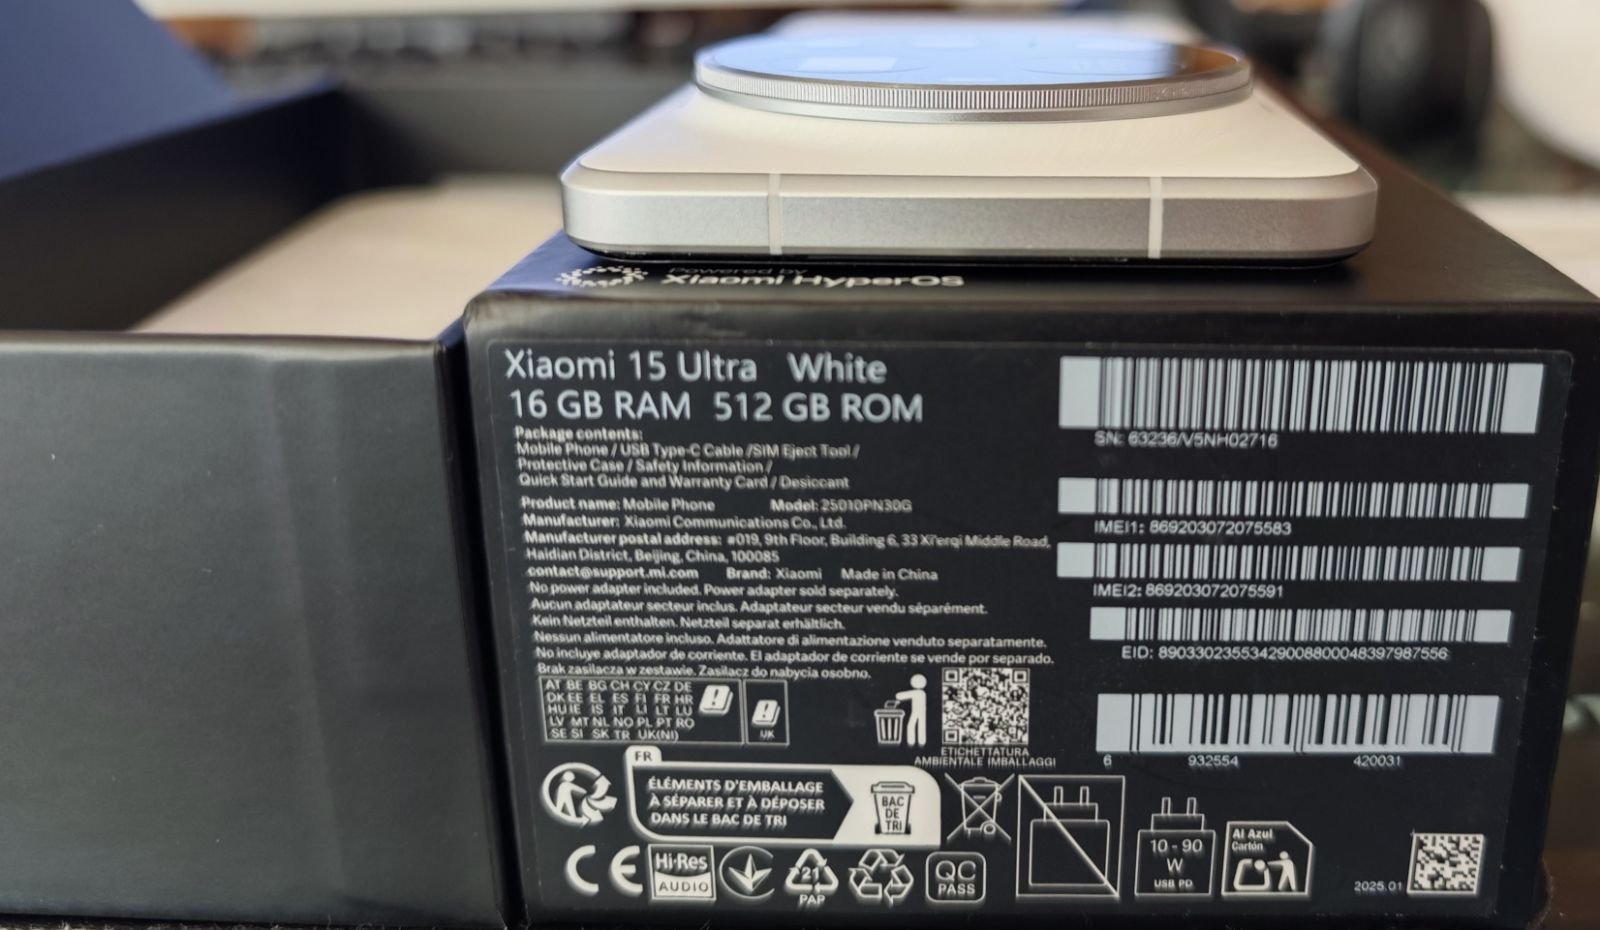 Powered by
Xiaomi HyperOS
Xiaomi 15 Ultra White
16 GB RAM 512 GB ROM
Package contents:
Mobile Phone / USB Type-C Cable /SIM Eject Tool /
Protective Case / Safety Information /
Quick Start Guide and Warranty Card / Desiccant
Product name: Mobile Phone Model: 25010PN30G
Manufacturer: Xiaomi Communications Co., Ltd.
Manufacturer postal address: #019, 9th Floor, Building 6, 33 Xi'erqi Middle Road,
Haidian District, Beijing, China, 100085
contact@support.mi.com Brand: Xiaomi Made in China
No power adapter included. Power adapter sold separately.
Aucun adaptateur secteur inclus. Adaptateur secteur vendu séparément.
Kein Netzteil enthalten. Netzteil separat erhältlich.
Nessun alimentatore incluso. Adattatore di alimentazione venduto separatamente.
No incluye adaptador de corriente. El adaptador de corriente se vende por separado.
Brak zasilacza w zestawie. Zasilacz do nabycia osobno.
AT BE BG CH CY CZ DE
DK EE EL ES FI FR HR
HU IE IS IT LI LT LU
LV MT NL NO PL PT RO
SE SI SK TR UK(NI)
UK
ETICHETTATURA
AMBIENTALE IMBALLAGGI
SN: 63236/V5NH02716
IMEI1: 869203072075583
IMEI2: 869203072075591
EID: 89033023553429008800048397987556
6 932554 420031
FR
ÉLÉMENTS D'EMBALLAGE
À SÉPARER ET À DÉPOSER
DANS LE BAC DE TRI
BAC
DE
TRI
CE
Hi-Res
AUDIO
21
PAP
QC
PASS
10 - 90
W
USB PD
Al Azul
Cartón
2025.01